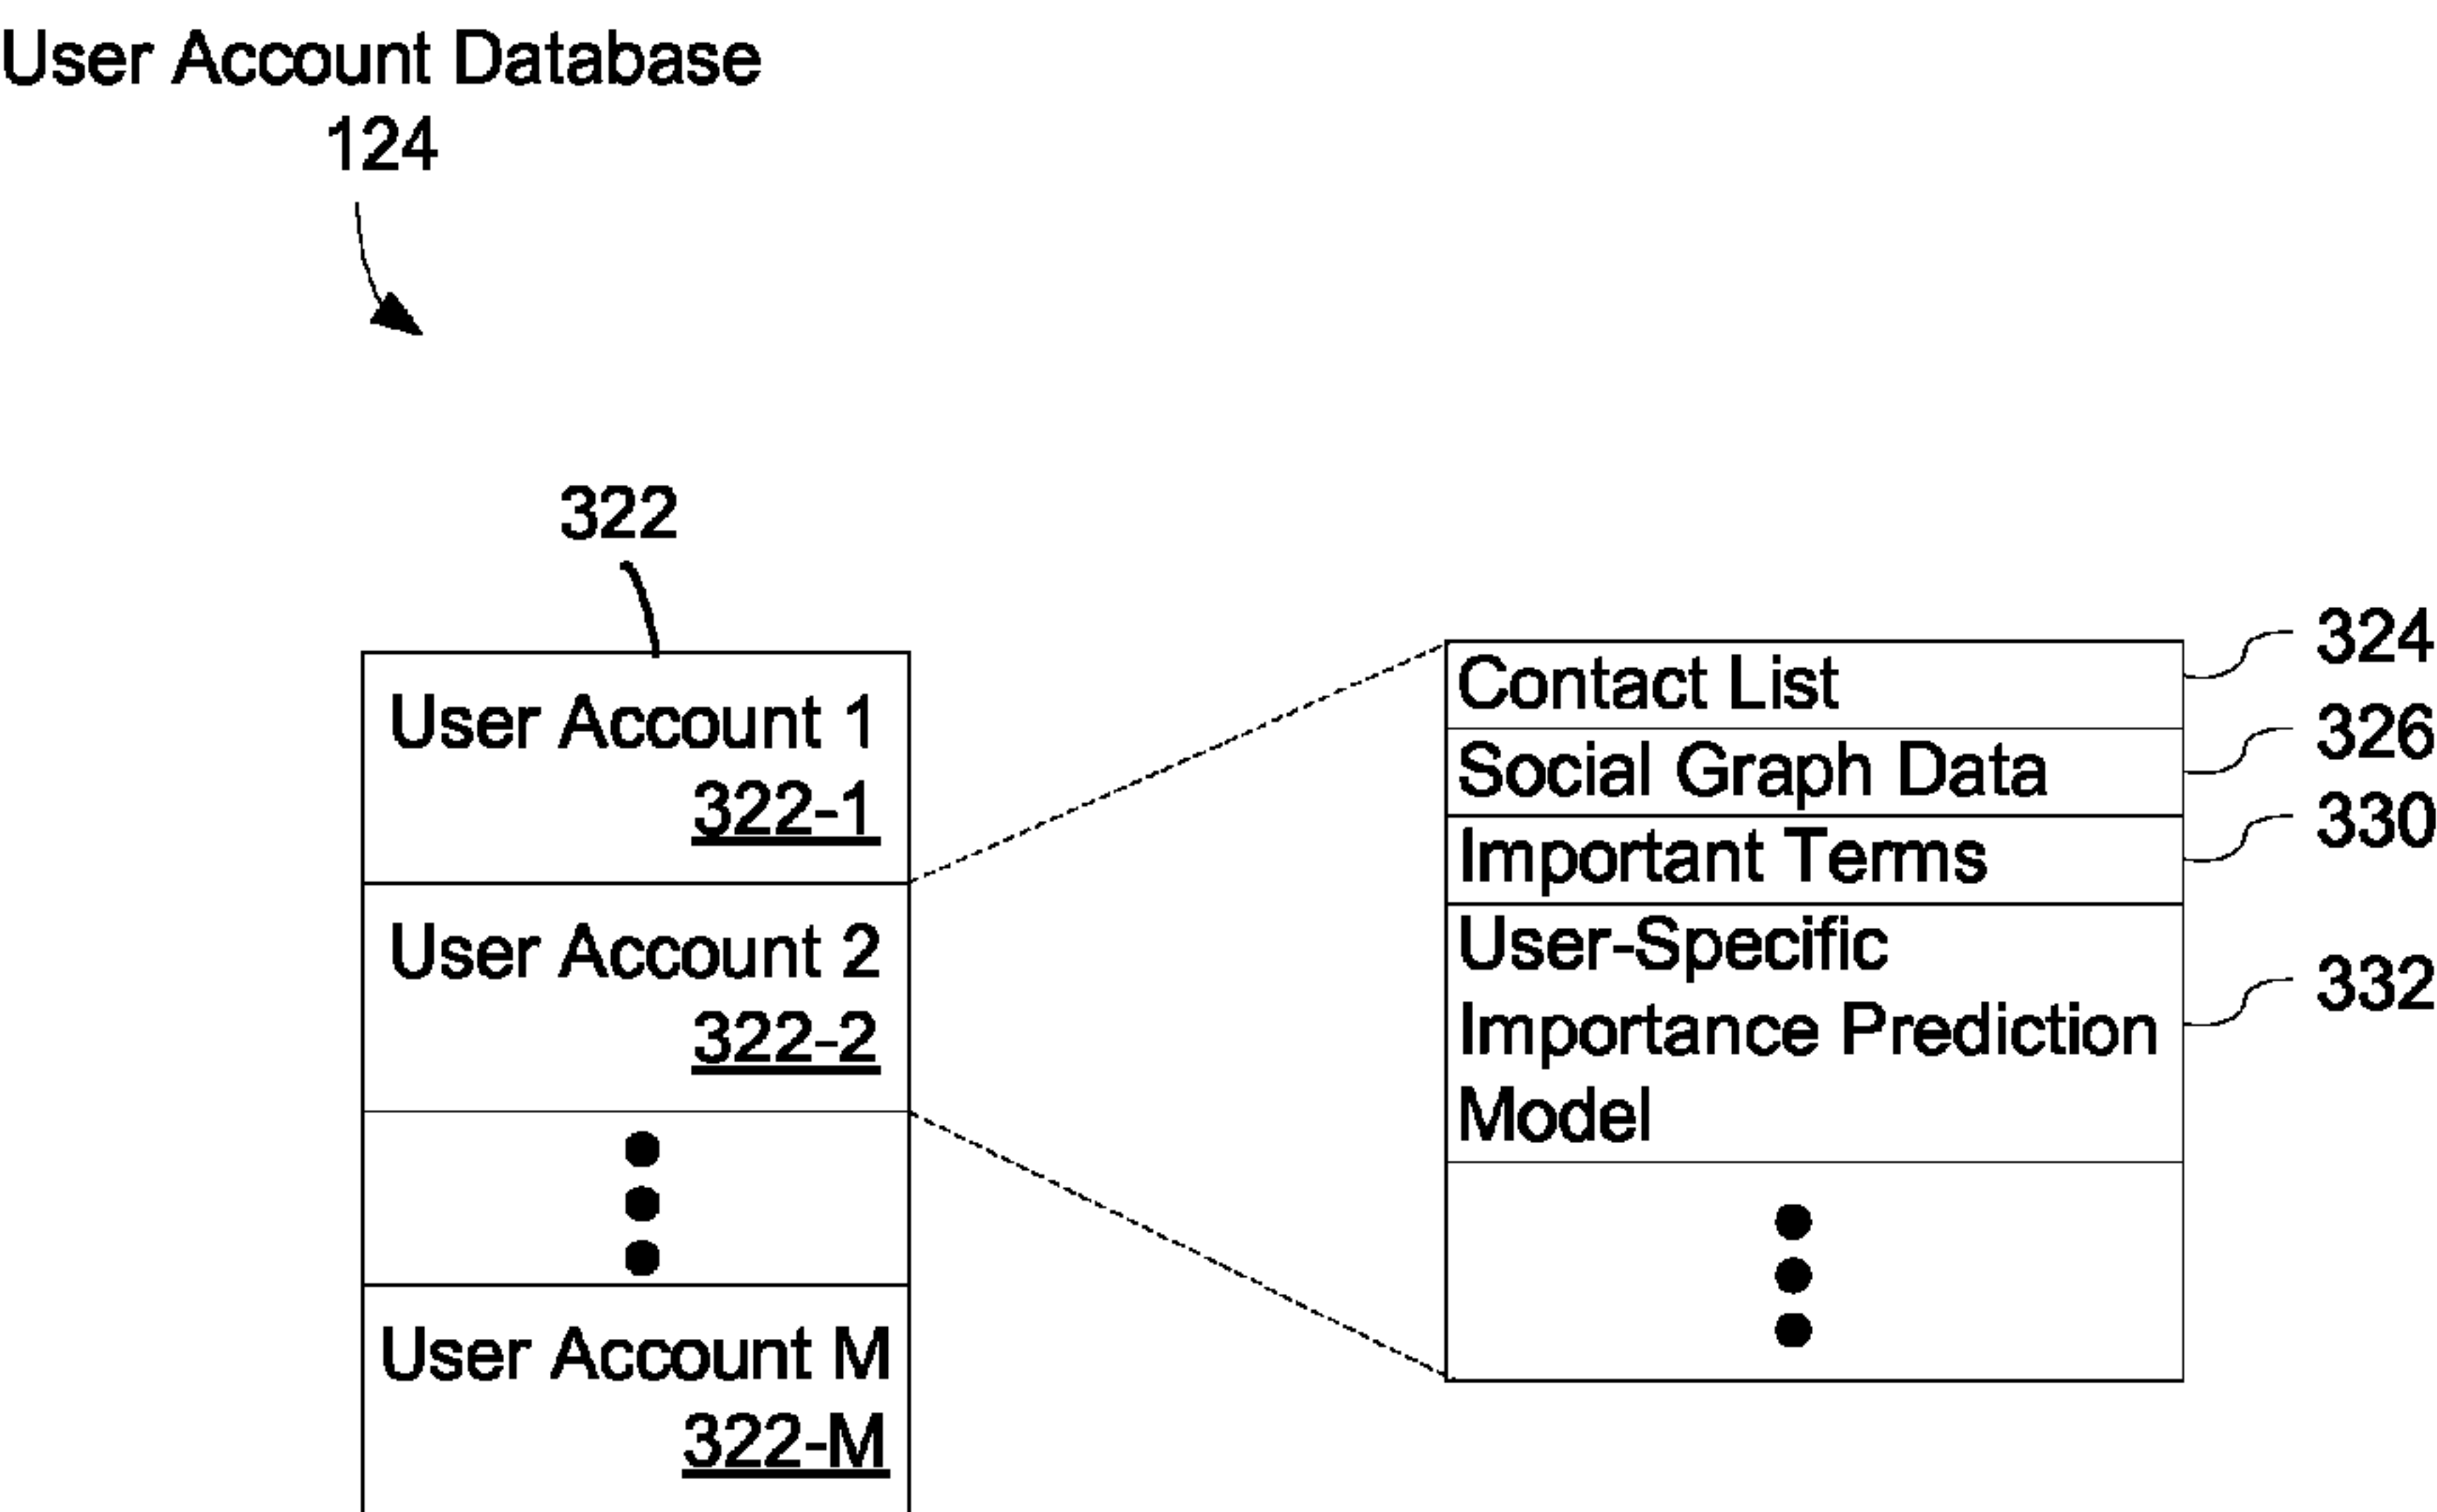 User Account Database
124
322
User Account 1
322-1
User Account 2
322-2
User Account M
322-M
Contact List
324
Social Graph Data
326
Important Terms
330
User-Specific
Importance Prediction
Model
332